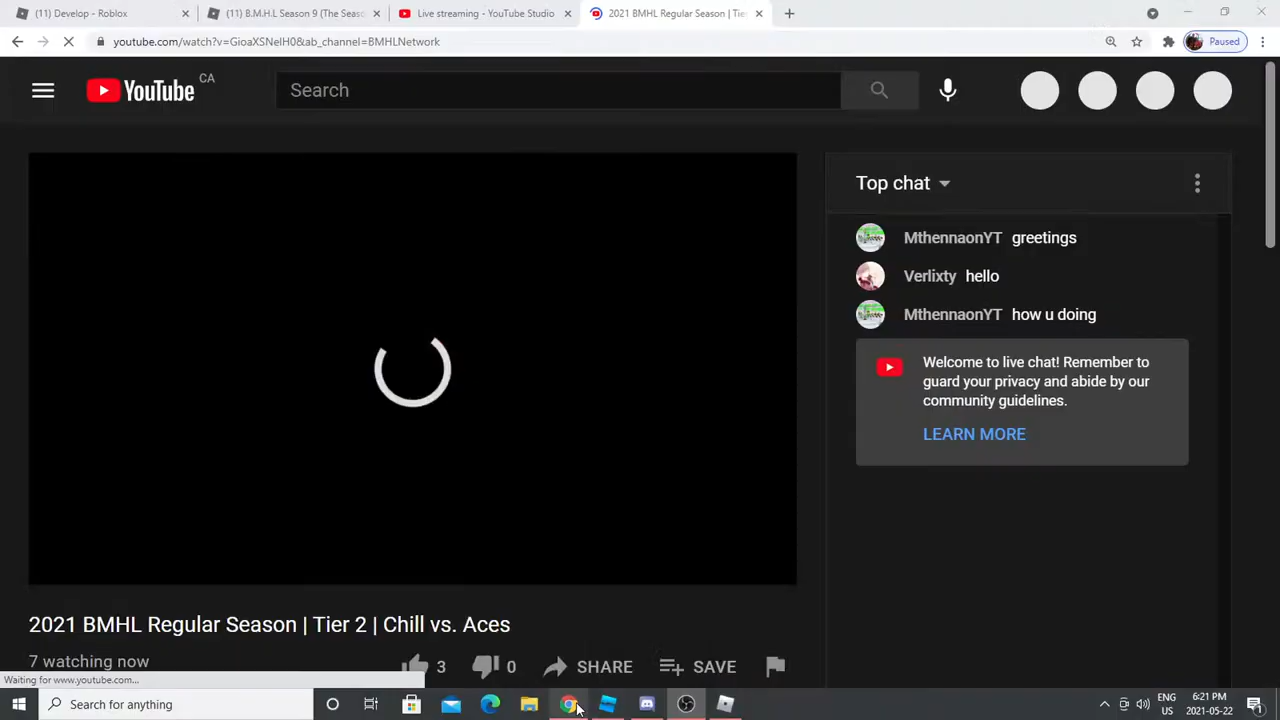 (11) Develop - Roblox
(11) B.M.H.L Season 9 (The Seaso
Live streaming - YouTube Studio
2021 BMHL Regular Season | Tier
youtube.com/watch?v=GioaXSNelH0&ab_channel=BMHLNetwork
Paused
YouTube CA
Search
Top chat
MthennaonYT greetings
Verlixty hello
MthennaonYT how u doing
Welcome to live chat! Remember to
guard your privacy and abide by our
community guidelines.
LEARN MORE
2021 BMHL Regular Season | Tier 2 | Chill vs. Aces
7 watching now
3
0
SHARE
SAVE
Waiting for www.youtube.com...
Search for anything
ENG
US
6:21 PM
2021-05-22
1